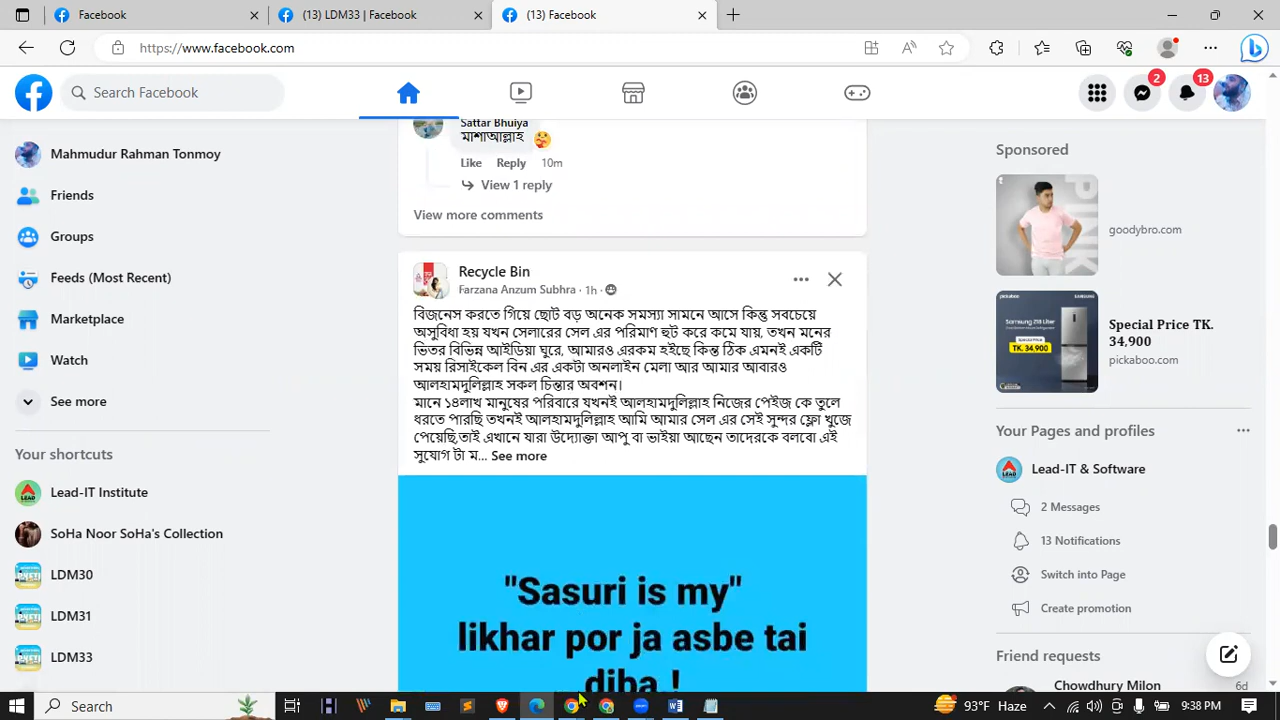 Facebook
(13) LDM33 | Facebook
(13) Facebook
https://www.facebook.com
Search Facebook
2
13
Mahmudur Rahman Tonmoy
Friends
Groups
Feeds (Most Recent)
Marketplace
Watch
See more
Your shortcuts
Lead-IT Institute
SoHa Noor SoHa's Collection
LDM30
LDM31
LDM33
Sattar Bhuiya
মাশাআল্লাহ
Like Reply 10m
View 1 reply
View more comments
Recycle Bin
Farzana Anzum Subhra · 1h ·
বিজনেস করতে গিয়ে ছোট বড় অনেক সমস্যা সামনে আসে কিন্তু সবচেয়ে
অসুবিধা হয় যখন সেলারের সেল এর পরিমাণ হুট করে কমে যায়, তখন মনের
ভিতর বিভিন্ন আইডিয়া ঘুরে, আমারও এরকম হইছে কিন্ত ঠিক এমনই একটি
সময় রিসাইকেল বিন এর একটা অনলাইন মেলা আর আমার আবারও
আলহামদুলিল্লাহ সকল চিন্তার অবশন।
মানে ১৪লাখ মানুষের পরিবারে যখনই আলহামদুলিল্লাহ নিজের পেইজ কে তুলে
ধরতে পারছি তখনই আলহামদুলিল্লাহ আমি আমার সেল এর সেই সুন্দর ফ্লো খুজে
পেয়েছি,তাই এখানে যারা উদ্যোক্তা আপু বা ভাইয়া আছেন তাদেরকে বলবো এই
সুযোগ টা ম... See more
"Sasuri is my"
likhar por ja asbe tai
diba !
Sponsored
PINK
goodybro.com
pickaboo
Samsung 218 Liter
TK. 34,900
Special Price TK.
34,900
pickaboo.com
Your Pages and profiles
Lead-IT & Software
2 Messages
13 Notifications
Switch into Page
Create promotion
Friend requests
Chowdhury Milon
6d
Search
93°F Haze
9:38 PM